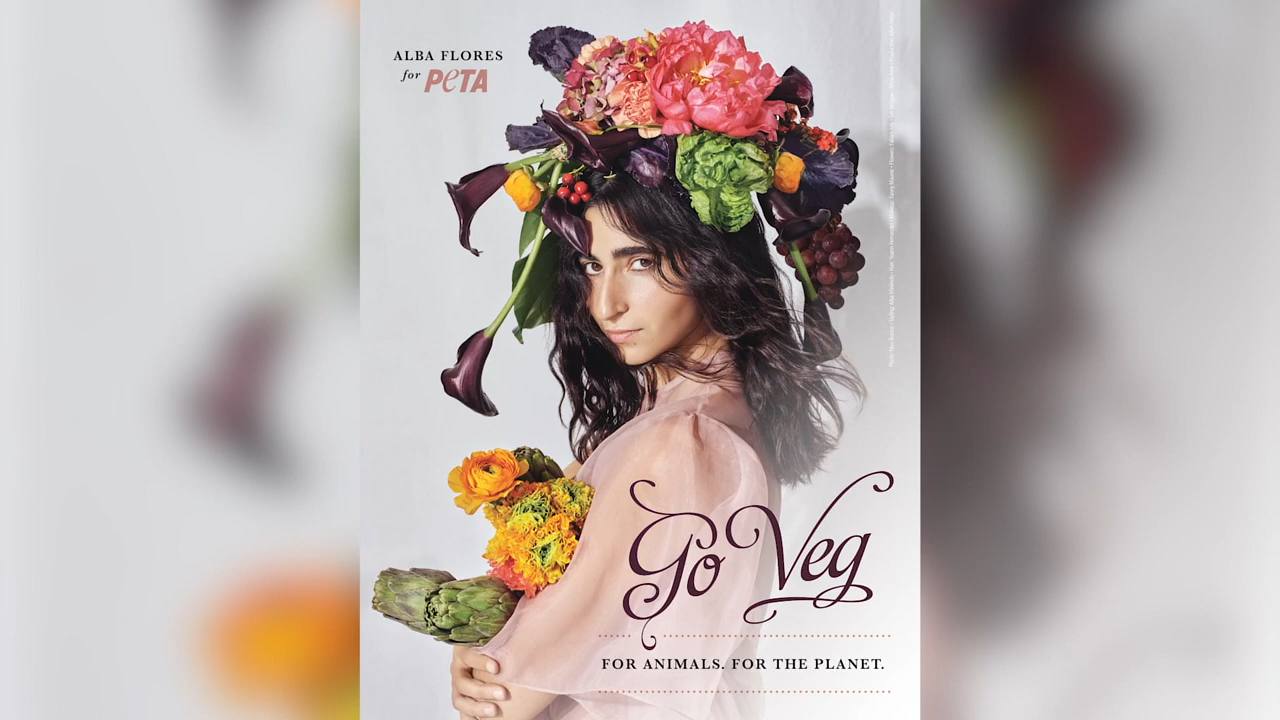 ALBA FLORES
for PETA
Go Veg
FOR ANIMALS. FOR THE PLANET.